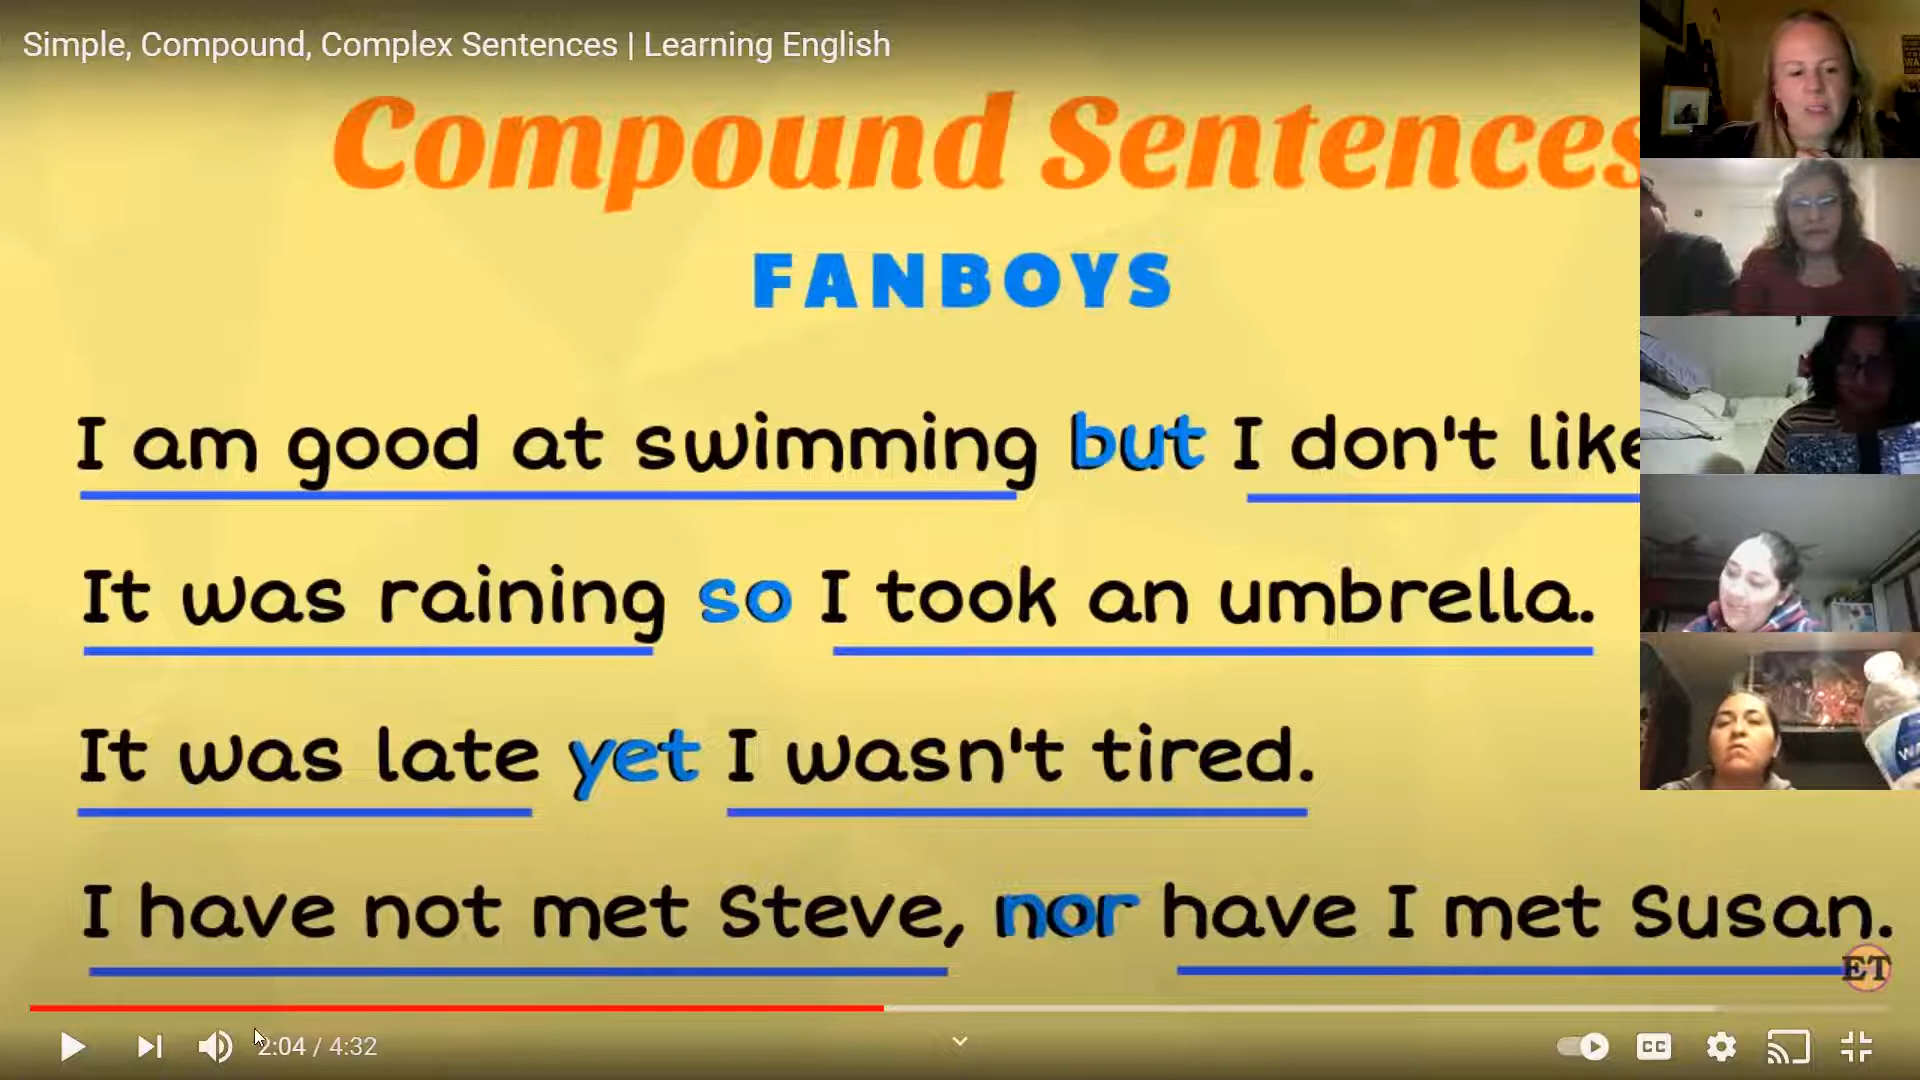 Simple, Compound, Complex Sentences | Learning English
Compound Sentences
FANBOYS
I am good at swimming but I don't like
It was raining so I took an umbrella.
It was late yet I wasn't tired.
I have not met Steve, nor have I met Susan.
ET
2:04 / 4:32
CC